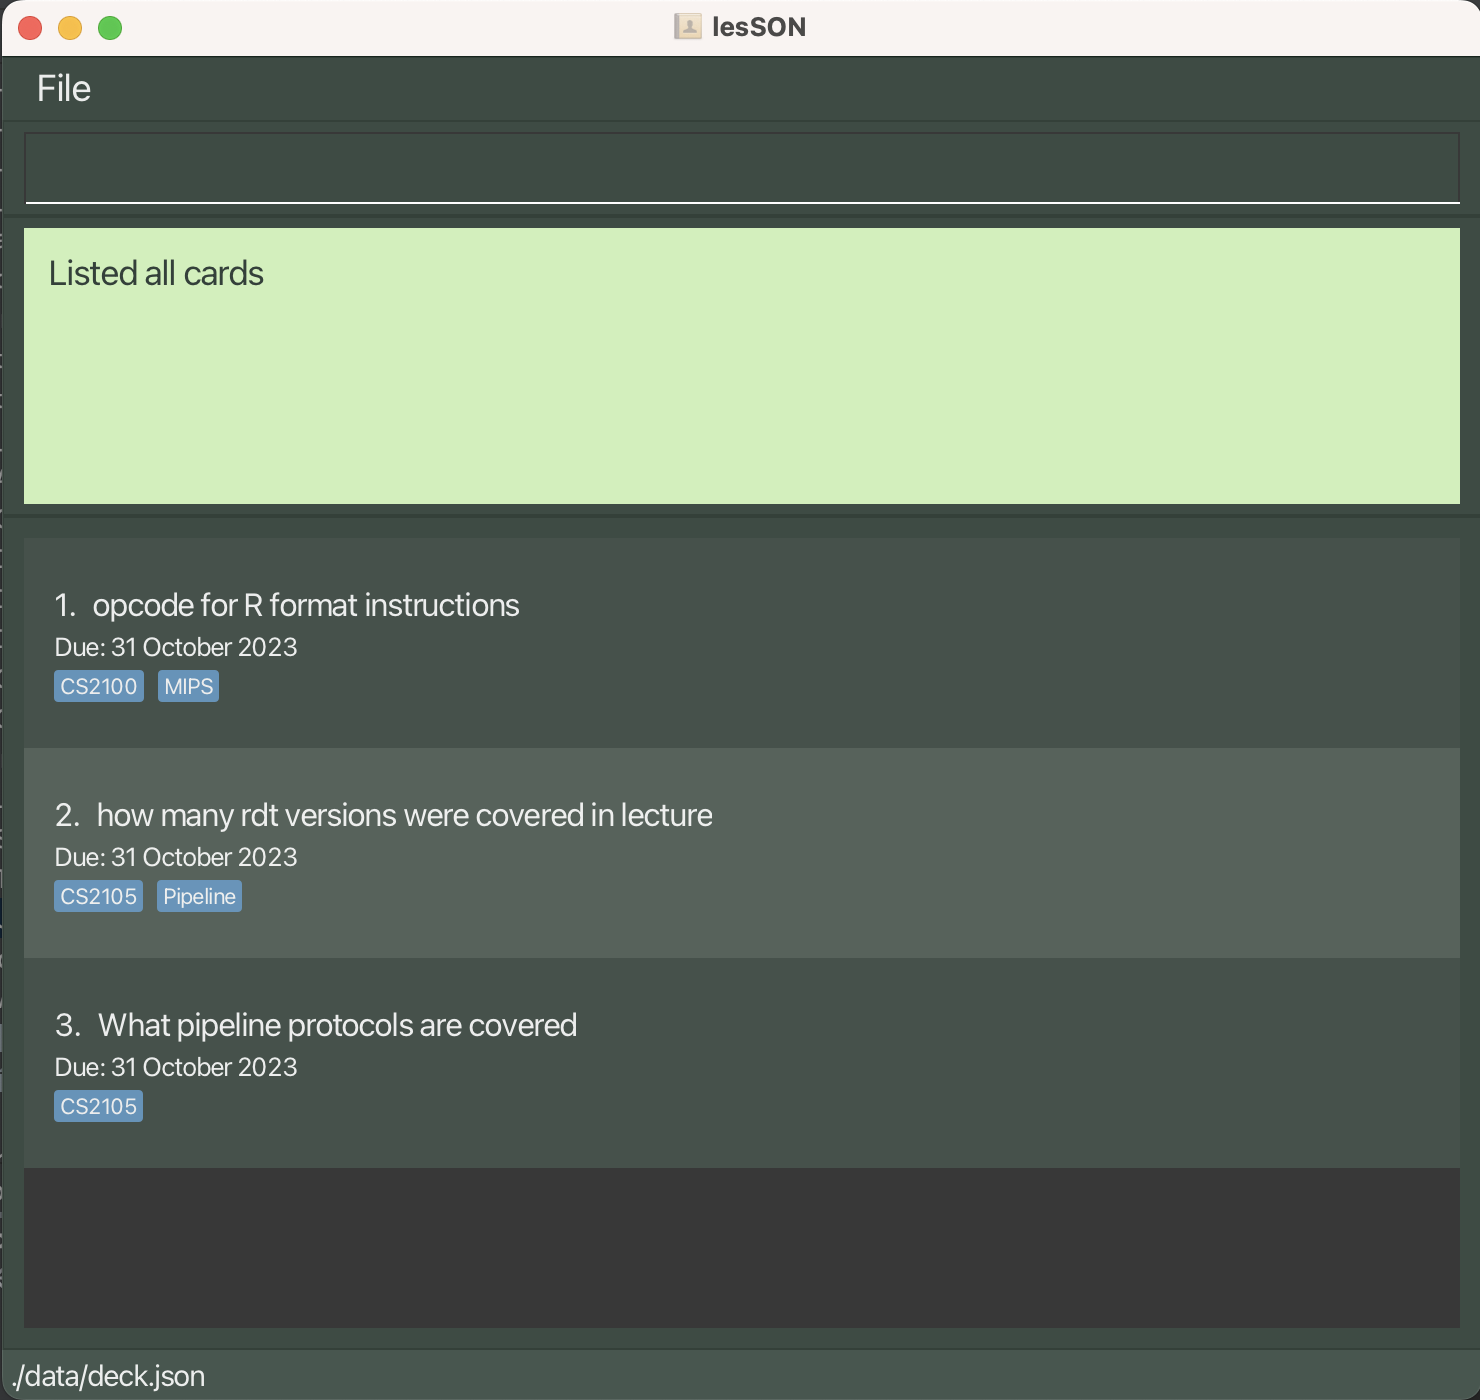 lesSON
File
Listed all cards
1. opcode for R format instructions
Due: 31 October 2023
CS2100 MIPS
2. how many rdt versions were covered in lecture
Due: 31 October 2023
CS2105 Pipeline
3. What pipeline protocols are covered
Due: 31 October 2023
CS2105
./data/deck.json